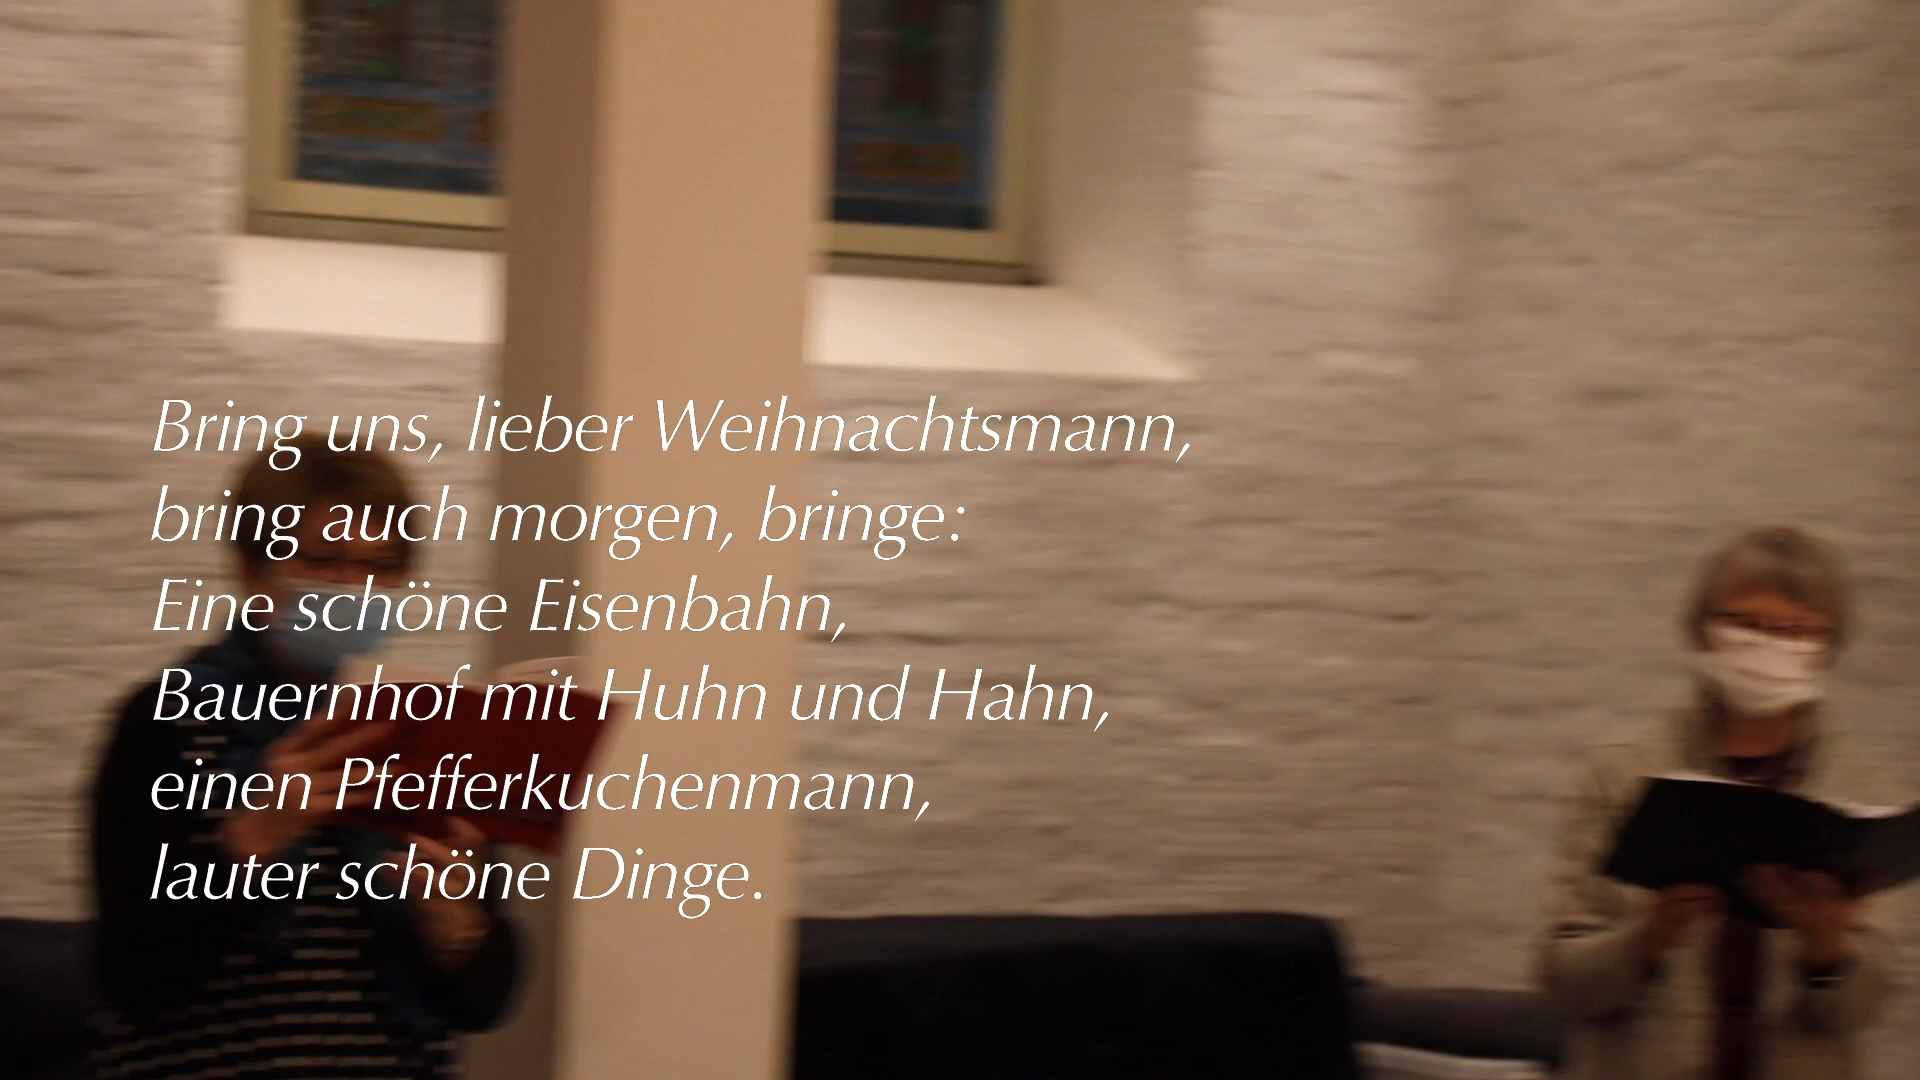 Bring uns, lieber Weihnachtsmann,
bring auch morgen, bringe:
Eine schöne Eisenbahn,
Bauernhof mit Huhn und Hahn,
einen Pfefferkuchenmann,
lauter schöne Dinge.